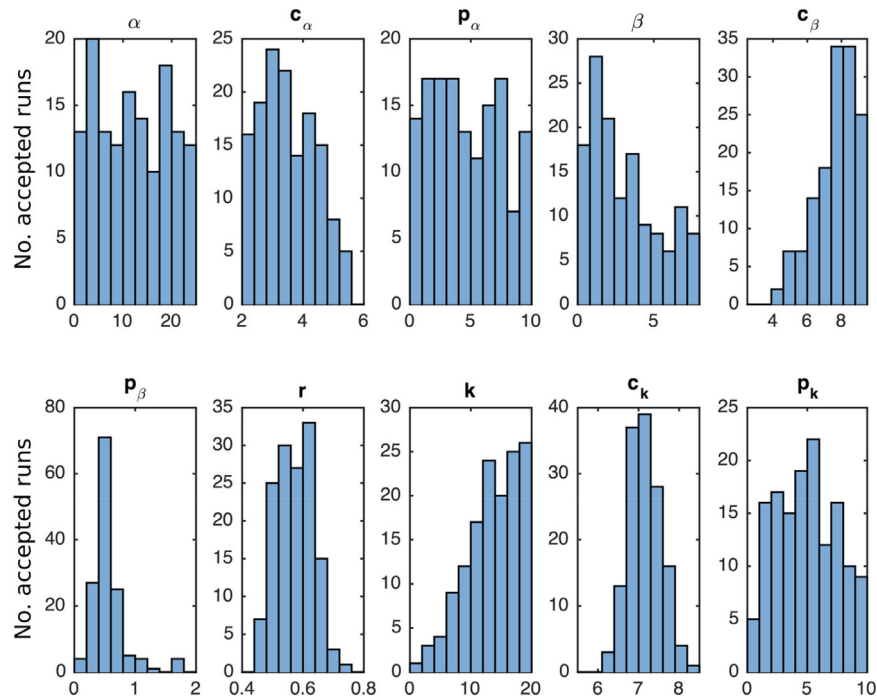 α c_α p_α β c_β
No. accepted runs
20 25 20 30 35
15 20 15 25 30
10 15 10 20 25
5 10 5 15 20
0 5 0 10 15
0 5 10
0 5
0
0 10 20 2 4 6 0 5 10 5 4 6 8
p_β r k c_k p_k
No. accepted runs
80 35 30 40 25
60 30 25 30 20
40 25 20 20 15
20 20 15 10 10
0 15 10 0 5
10 5 0
5 0
0
0 1 2 0.4 0.6 0.8 0 10 20 6 7 8 0 5 10